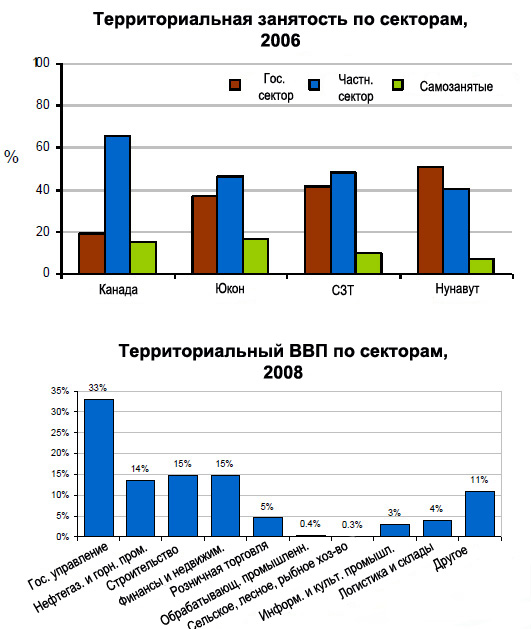 Территориальная занятость по секторам,
2006
Гос. сектор
Частн. сектор
Самозанятые
%
100
80
60
40
20
0
Канада
Юкон
СЗТ
Нунавут
Территориальный ВВП по секторам,
2008
35%
30%
25%
20%
15%
10%
5%
0%
33%
14%
15%
15%
5%
0.4%
0.3%
3%
4%
11%
Гос. управление
Нефтегаз. и горн. пром.
Строительство
Финансы и недвижим.
Розничная торговля
Обрабатывающ. промышленн.
Сельское, лесное, рыбное хоз-во
Информ. и культ. промышл.
Логистика и склады
Другое